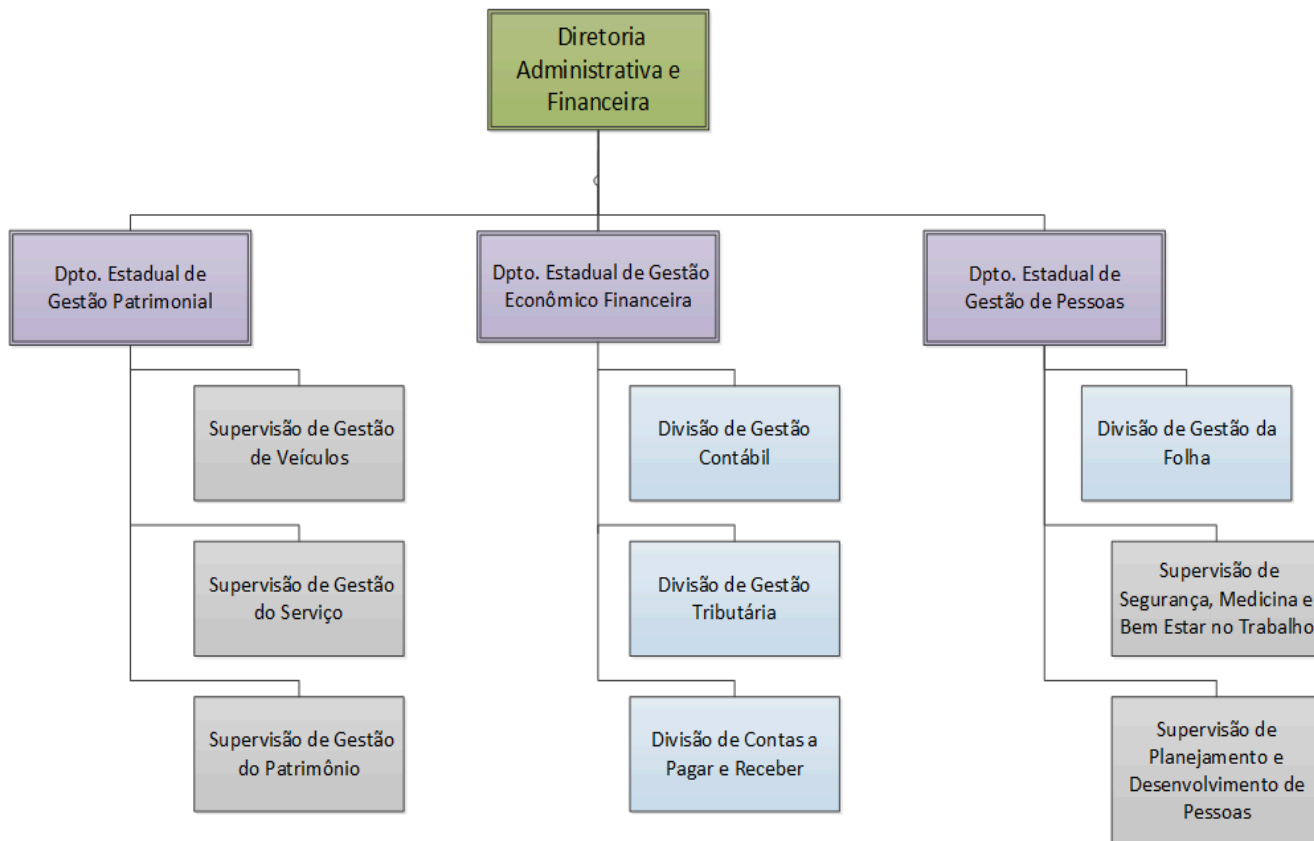 Diretoria
Administrativa e
Financeira
Dpto. Estadual de
Gestão Patrimonial
Dpto. Estadual de Gestão
Econômico Financeira
Dpto. Estadual de
Gestão de Pessoas
Supervisão de Gestão
de Veículos
Divisão de Gestão
Contábil
Divisão de Gestão da
Folha
Supervisão de Gestão
do Serviço
Divisão de Gestão
Tributária
Supervisão de
Segurança, Medicina e
Bem Estar no Trabalho
Supervisão de Gestão
do Patrimônio
Divisão de Contas a
Pagar e Receber
Supervisão de
Planejamento e
Desenvolvimento de
Pessoas